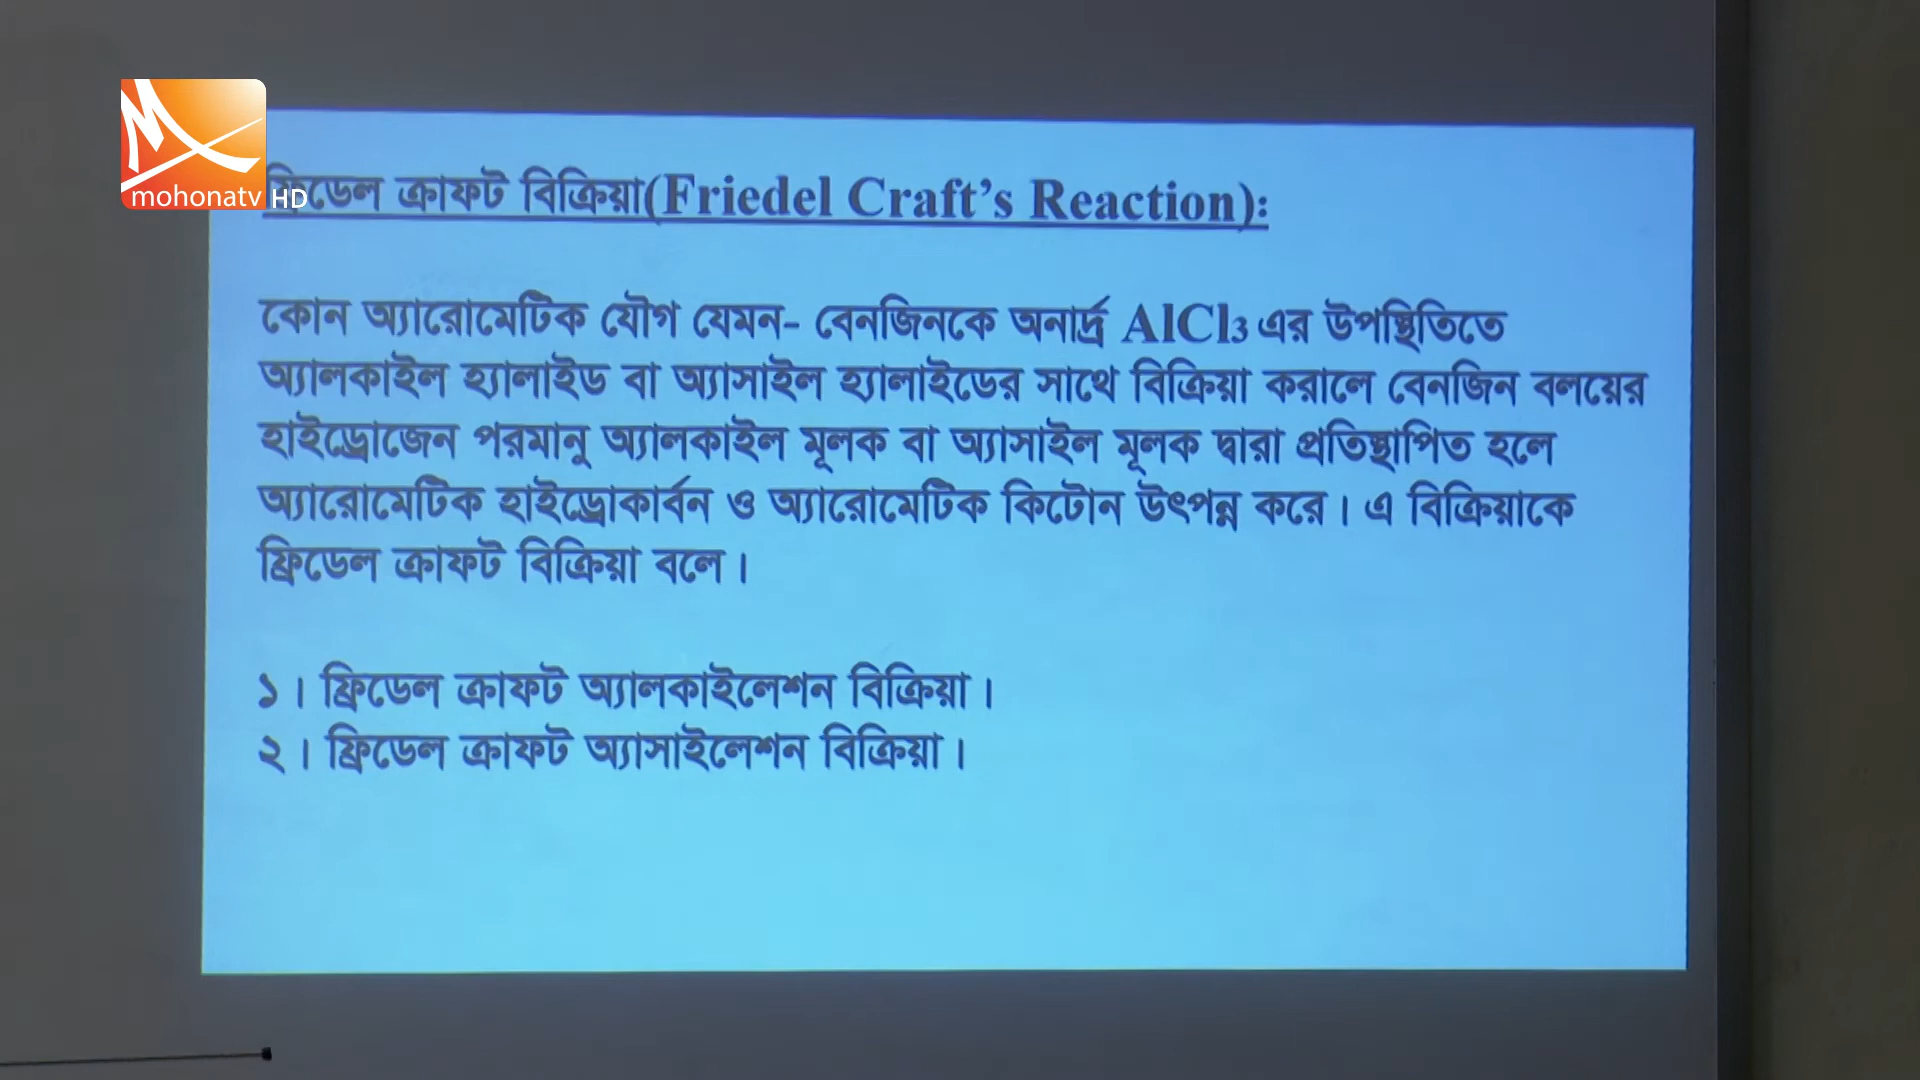 mohonatv HD
ফ্রিডেল ক্রাফট বিক্রিয়া(Friedel Craft's Reaction):
কোন অ্যারোমেটিক যৌগ যেমন- বেনজিনকে অনার্দ্র AlCl₃ এর উপস্থিতিতে
অ্যালকাইল হ্যালাইড বা অ্যাসাইল হ্যালাইডের সাথে বিক্রিয়া করালে বেনজিন বলয়ের
হাইড্রোজেন পরমানু অ্যালকাইল মূলক বা অ্যাসাইল মূলক দ্বারা প্রতিস্থাপিত হলে
অ্যারোমেটিক হাইড্রোকার্বন ও অ্যারোমেটিক কিটোন উৎপন্ন করে। এ বিক্রিয়াকে
ফ্রিডেল ক্রাফট বিক্রিয়া বলে।
১। ফ্রিডেল ক্রাফট অ্যালকাইলেশন বিক্রিয়া।
২। ফ্রিডেল ক্রাফট অ্যাসাইলেশন বিক্রিয়া।